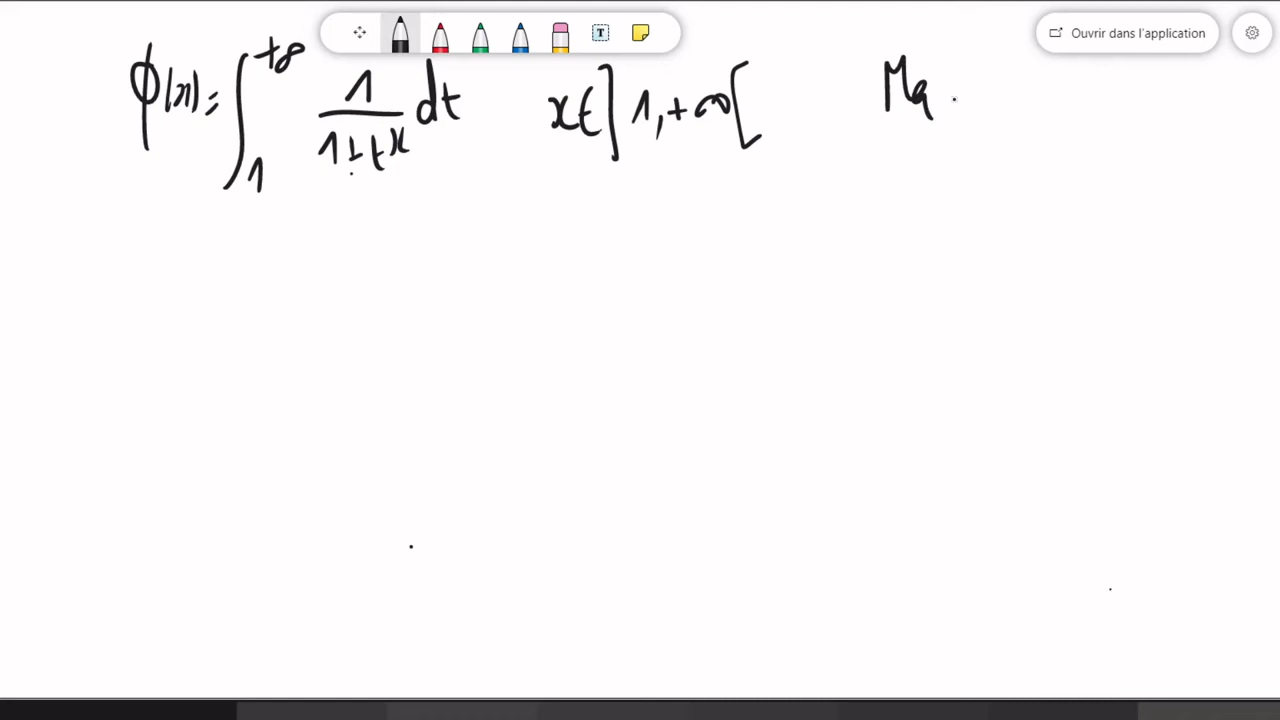 Ouvrir dans l'application
ϕ(x) = ∫₁^{+∞} 1/(1+t^x) dt x ∈ ]1, +∞[ Mq